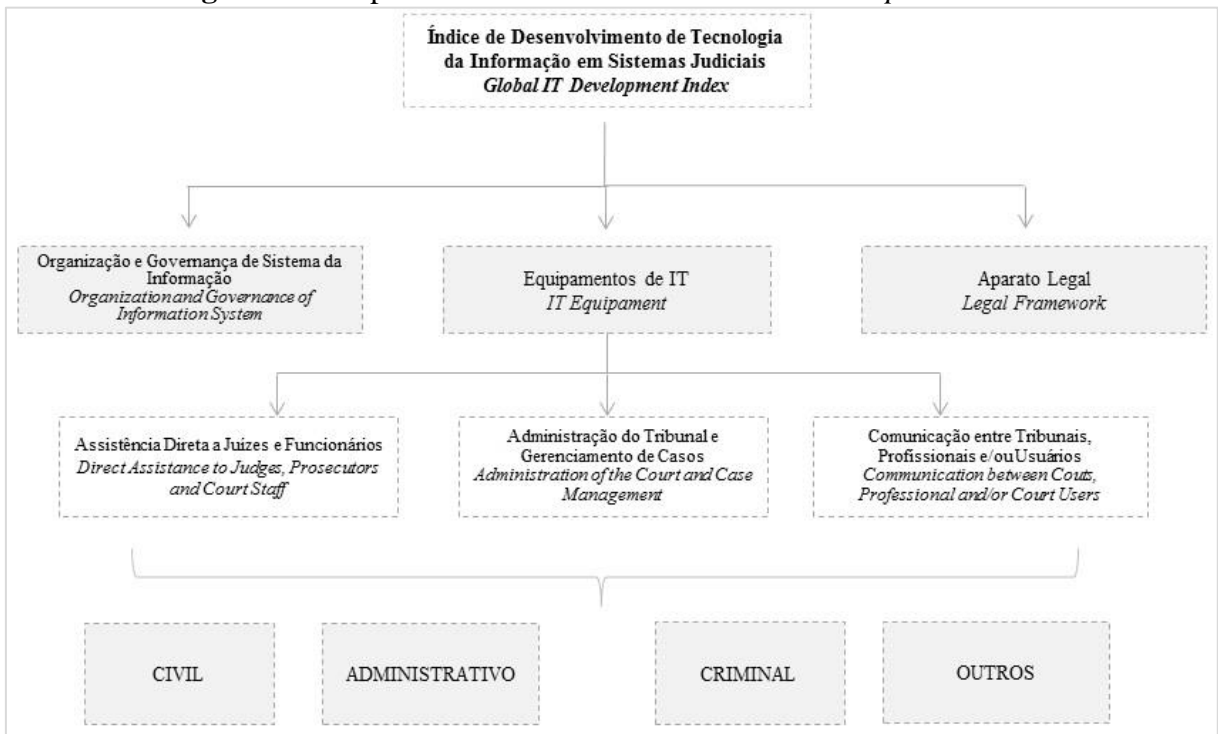 Índice de Desenvolvimento de Tecnologia
da Informação em Sistemas Judiciais
Global IT Development Index
Organização e Governança de Sistema da
Informação
Organization and Governance of
Information System
Equipamentos de IT
IT Equipament
Aparato Legal
Legal Framework
Assistência Direta a Juizes e Funcionários
Direct Assistance to Judges, Prosecutors
and Court Staff
Administração do Tribunal e
Gerenciamento de Casos
Administration of the Court and Case
Management
Comunicação entre Tribunais,
Profissionais e/ou Usuários
Communication between Couts,
Professional and/or Court Users
CIVIL
ADMINISTRATIVO
CRIMINAL
OUTROS